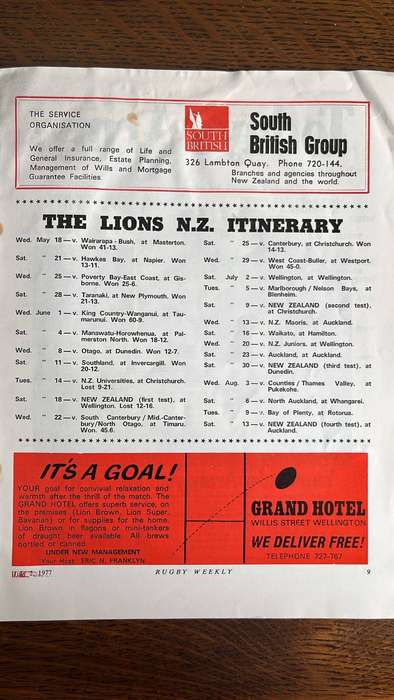 THE SERVICE
ORGANISATION
We offer a full range of Life and
General Insurance, Estate Planning,
Management of Wills and Mortgage
Guarantee Facilities.
SOUTH
BRITISH
South
British Group
326 Lambton Quay. Phone 720-144.
Branches and agencies throughout
New Zealand and the world.
THE LIONS N.Z. ITINERARY
Wed. May 18—v. Wairarapa - Bush, at Masterton.
Won 41-13.
Sat. " 21—v. Hawkes Bay, at Napier. Won
13-11.
Wed. " 25—v. Poverty Bay-East Coast, at Gis-
borne. Won 25-6.
Sat. " 28—v. Taranaki, at New Plymouth. Won
21-13.
Wed. June 1—v. King Country-Wanganui, at Tau-
marunui. Won 60-9.
Sat. " 4—v. Manawatu-Horowhenua, at Pal-
merston North. Won 18-12.
Wed. " 8—v. Otago, at Dunedin. Won 12-7.
Sat. " 11—v. Southland, at Invercargill. Won
20-12.
Tues. " 14—v. N.Z. Universities, at Christchurch.
Lost 9-21.
Sat. " 18—v. NEW ZEALAND (first test), at
Wellington. Lost 12-16.
Wed. " 22—v. South Canterbury / Mid.-Canter-
bury/North Otago, at Timaru.
Won. 45.6.
Sat. " 25—v. Canterbury, at Christchurch. Won
14-13.
Wed. " 29—v. West Coast-Buller, at Westport.
Won 45-0.
Sat. July 2—v. Wellington, at Wellington.
Tues. " 5—v. Marlborough / Nelson Bays, at
Blenheim.
Sat. " 9—v. NEW ZEALAND (second test),
at Christchurch.
Wed. " 13—v. N.Z. Maoris, at Auckland.
Sat. " 16—v. Waikato, at Hamilton.
Wed. " 20—v. N.Z. Juniors, at Wellington.
Sat. " 23—v. Auckland, at Auckland.
Sat. " 30—v. NEW ZEALAND (third test), at
Dunedin.
Wed. Aug. 3—v. Counties / Thames Valley, at
Pukekohe.
Sat. " 6—v. North Auckland, at Whangarei.
Tues. " 9—v. Bay of Plenty, at Rotorua.
Sat. " 13—v. NEW ZEALAND (fourth test), at
Auckland.
IT'S A GOAL!
YOUR goal for convivial relaxation and
warmth after the thrill of the match. The
GRAND HOTEL offers superb service, on
the premises (Lion Brown, Lion Super,
Bavarian) or for supplies for the home.
Lion Brown in flagons or mini-tankers
of draught beer available. All brews
bottled or canned.
UNDER NEW MANAGEMENT
Your Host ERIC N. FRANKLYN
GRAND HOTEL
WILLIS STREET WELLINGTON
WE DELIVER FREE!
TELEPHONE 727-767
1977
RUGBY WEEKLY
9